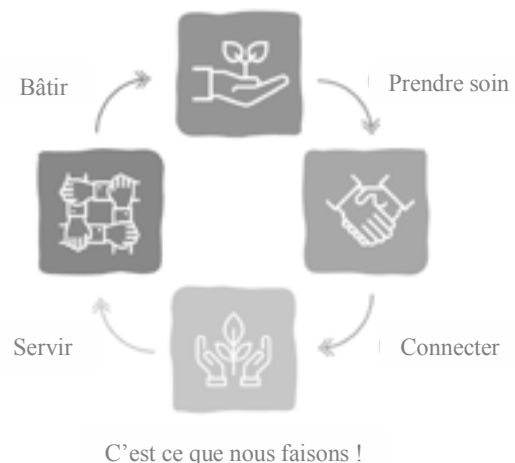 Bâtir
Prendre soin
Servir
Connecter
C’est ce que nous faisons !